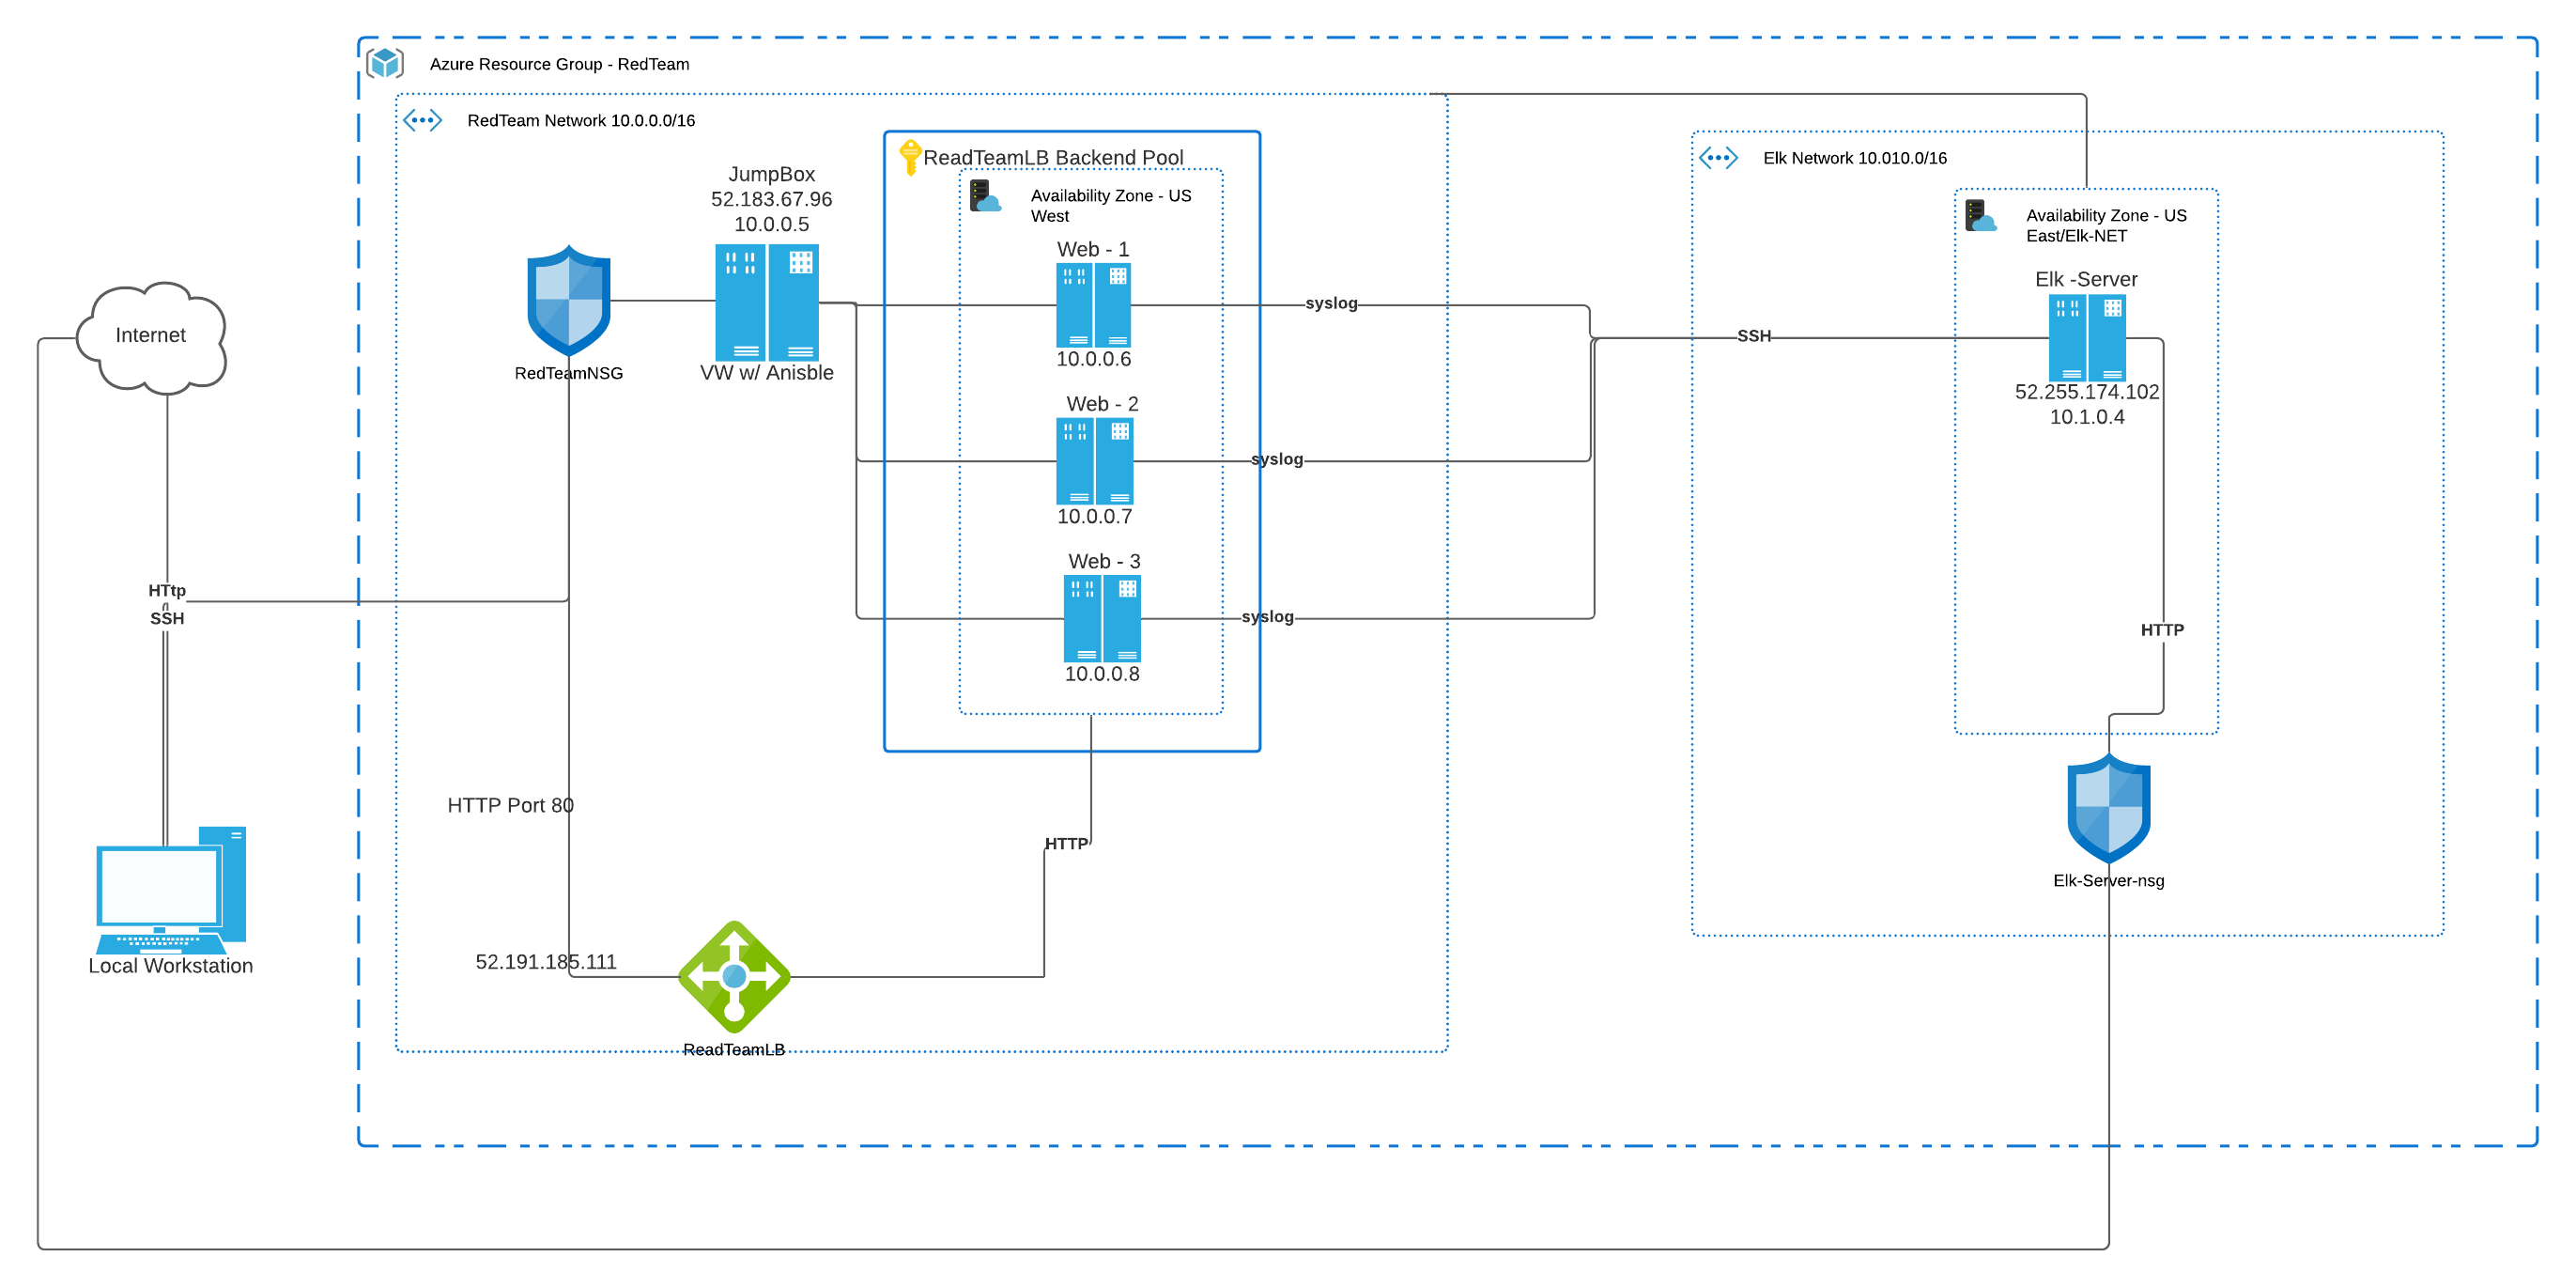 Azure Resource Group - RedTeam
RedTeam Network 10.0.0.0/16
JumpBox
52.183.67.96
10.0.0.5
VW w/ Anisble
RedTeamNSG
ReadTeamLB Backend Pool
Availability Zone - US
West
Web - 1
10.0.0.6
Web - 2
10.0.0.7
Web - 3
10.0.0.8
syslog
syslog
syslog
SSH
Elk Network 10.010.0/16
Availability Zone - US
East/Elk-NET
Elk -Server
52.255.174.102
10.1.0.4
HTTP
Elk-Server-nsg
Internet
HTtp
SSH
Local Workstation
HTTP Port 80
HTTP
52.191.185.111
ReadTeamLB